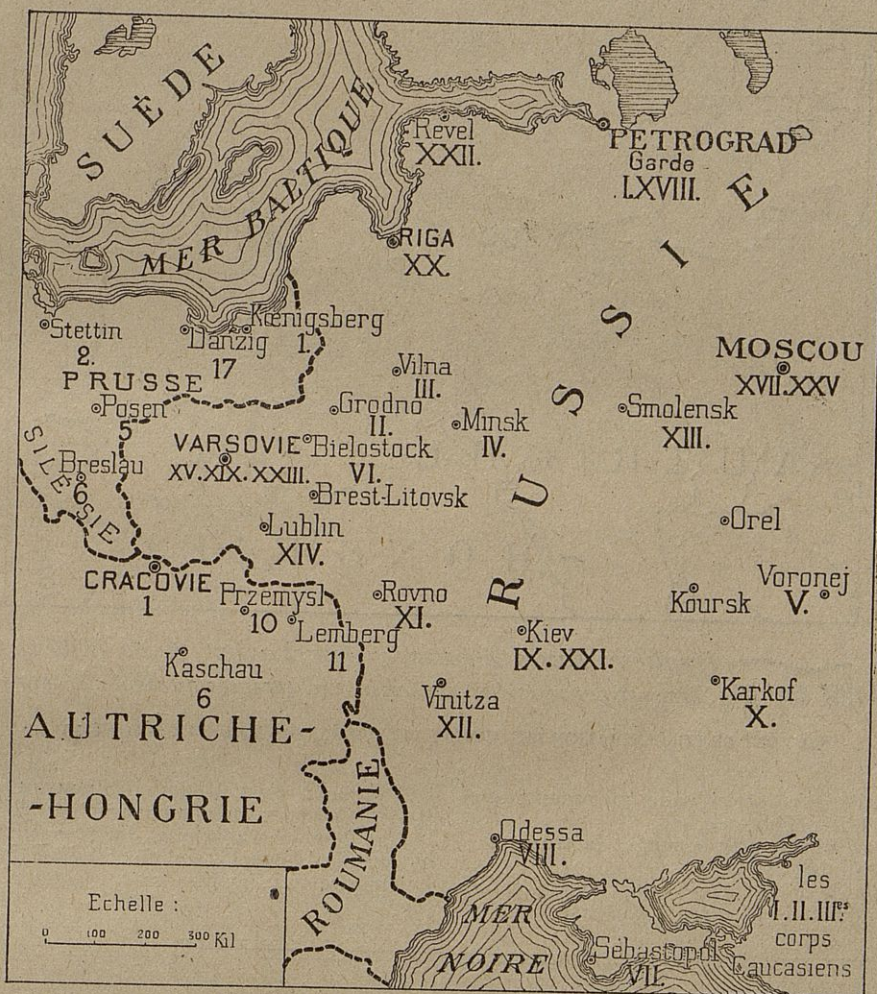 SUÈDE
MER BALTIQUE
Revel
XXII.
PETROGRAD
Garde
I.XVIII.
RIGA
XX.
RUSSIE
Stettin
2.
Danzig
17
Kœnigsberg
1.
PRUSSE
Vilna
III.
MOSCOU
XVII.XXV
Posen
5
Grodno
II.
Minsk
IV.
Smolensk
XIII.
SILÉSIE
Breslau
6
VARSOVIE
XV.XIX.XXIII.
Bielostock
VI.
Brest-Litovsk
Lublin
XIV.
Orel
CRACOVIE
1
Przemysl
10
Lemberg
11
Rovno
XI.
Kiev
IX. XXI.
Koursk
Voronej
V.
Kaschau
6
Vinitza
XII.
Karkof
X.
AUTRICHE-
-HONGRIE
ROUMANIE
Odessa
VIII.
MER
NOIRE
Sébastopol
VII.
les
I.II.IIIes
corps
Caucasiens
Echelle :
0 100 200 300 Kil